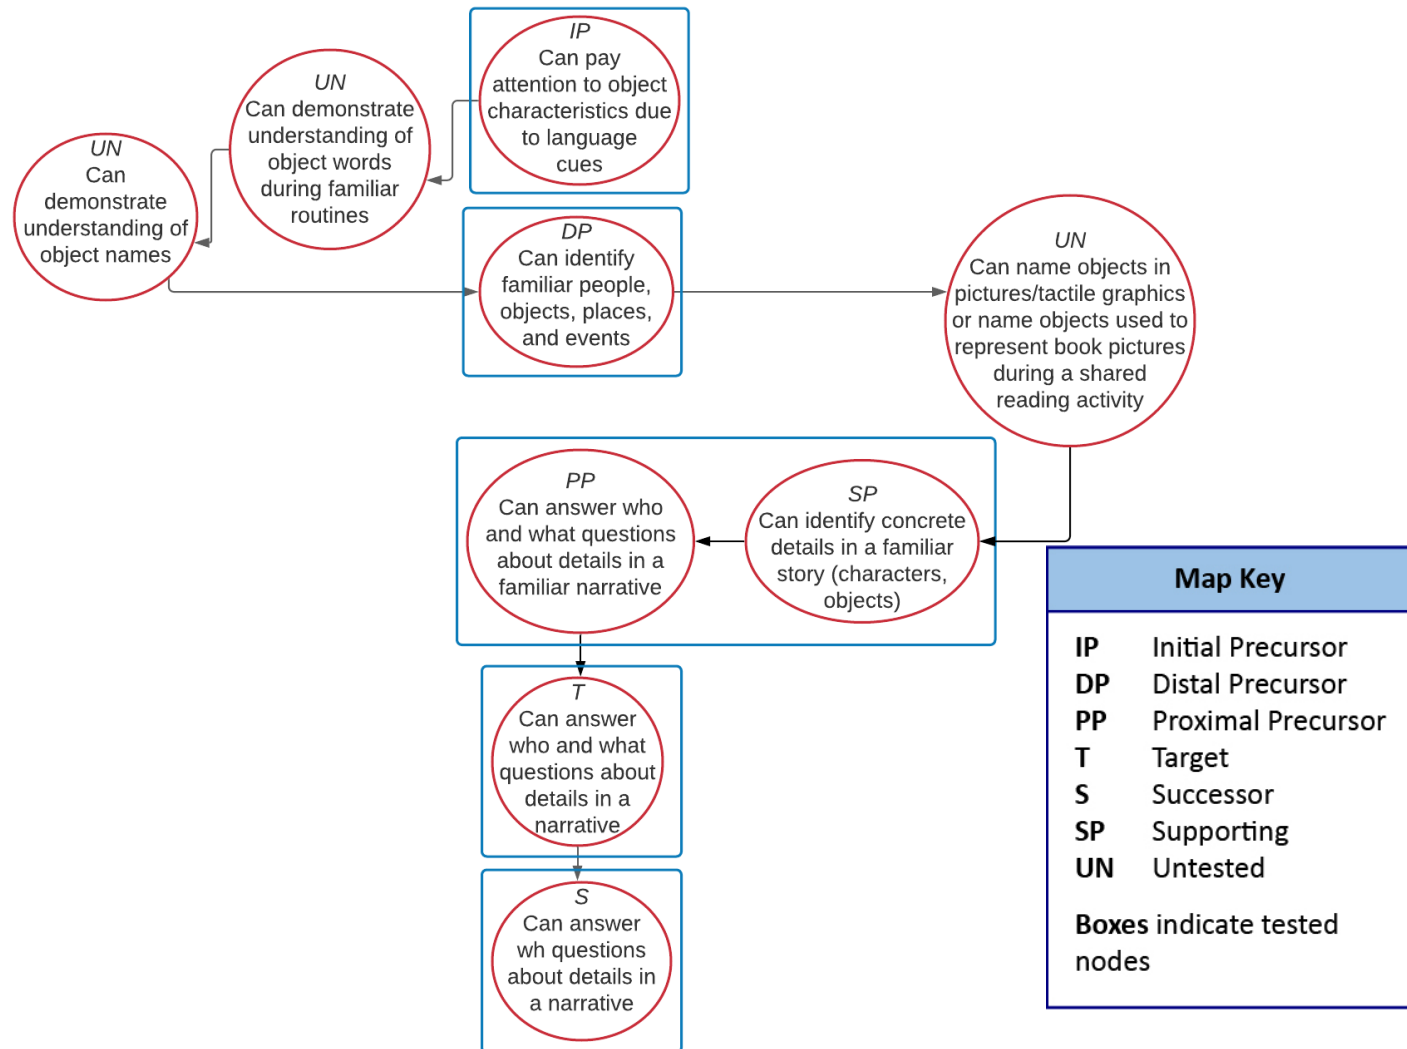 IP
Can pay
attention to object
characteristics due
to language
cues
UN
Can demonstrate
understanding of
object words
during familiar
routines
UN
Can
demonstrate
understanding of
object names
DP
Can identify
familiar people,
objects, places,
and events
UN
Can name objects in
pictures/tactile graphics
or name objects used to
represent book pictures
during a shared
reading activity
SP
Can identify concrete
details in a familiar
story (characters,
objects)
PP
Can answer who
and what questions
about details in a
familiar narrative
T
Can answer
who and what
questions about
details in a
narrative
S
Can answer
wh questions
about details in
a narrative
Map Key
IP Initial Precursor
DP Distal Precursor
PP Proximal Precursor
T Target
S Successor
SP Supporting
UN Untested
Boxes indicate tested
nodes